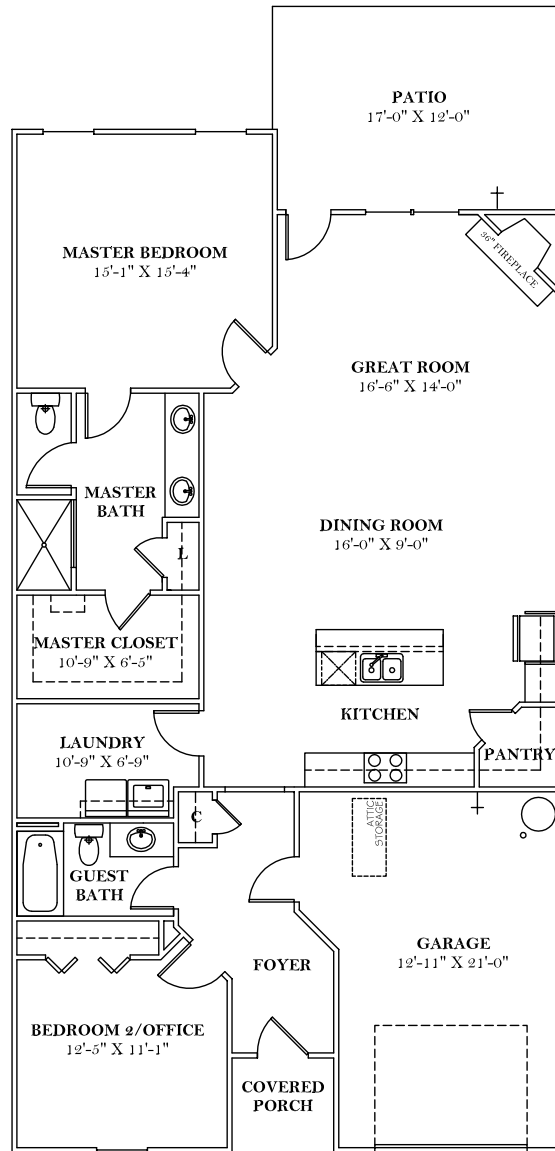 PATIO
17'-0" X 12'-0"
MASTER BEDROOM
15'-1" X 15'-4"
36" FIREPLACE
GREAT ROOM
16'-6" X 14'-0"
MASTER
BATH
L
DINING ROOM
16'-0" X 9'-0"
MASTER CLOSET
10'-9" X 6'-5"
KITCHEN
LAUNDRY
10'-9" X 6'-9"
PANTRY
C
ATTIC
STORAGE
GUEST
BATH
FOYER
GARAGE
12'-11" X 21'-0"
BEDROOM 2/OFFICE
12'-5" X 11'-1"
COVERED
PORCH